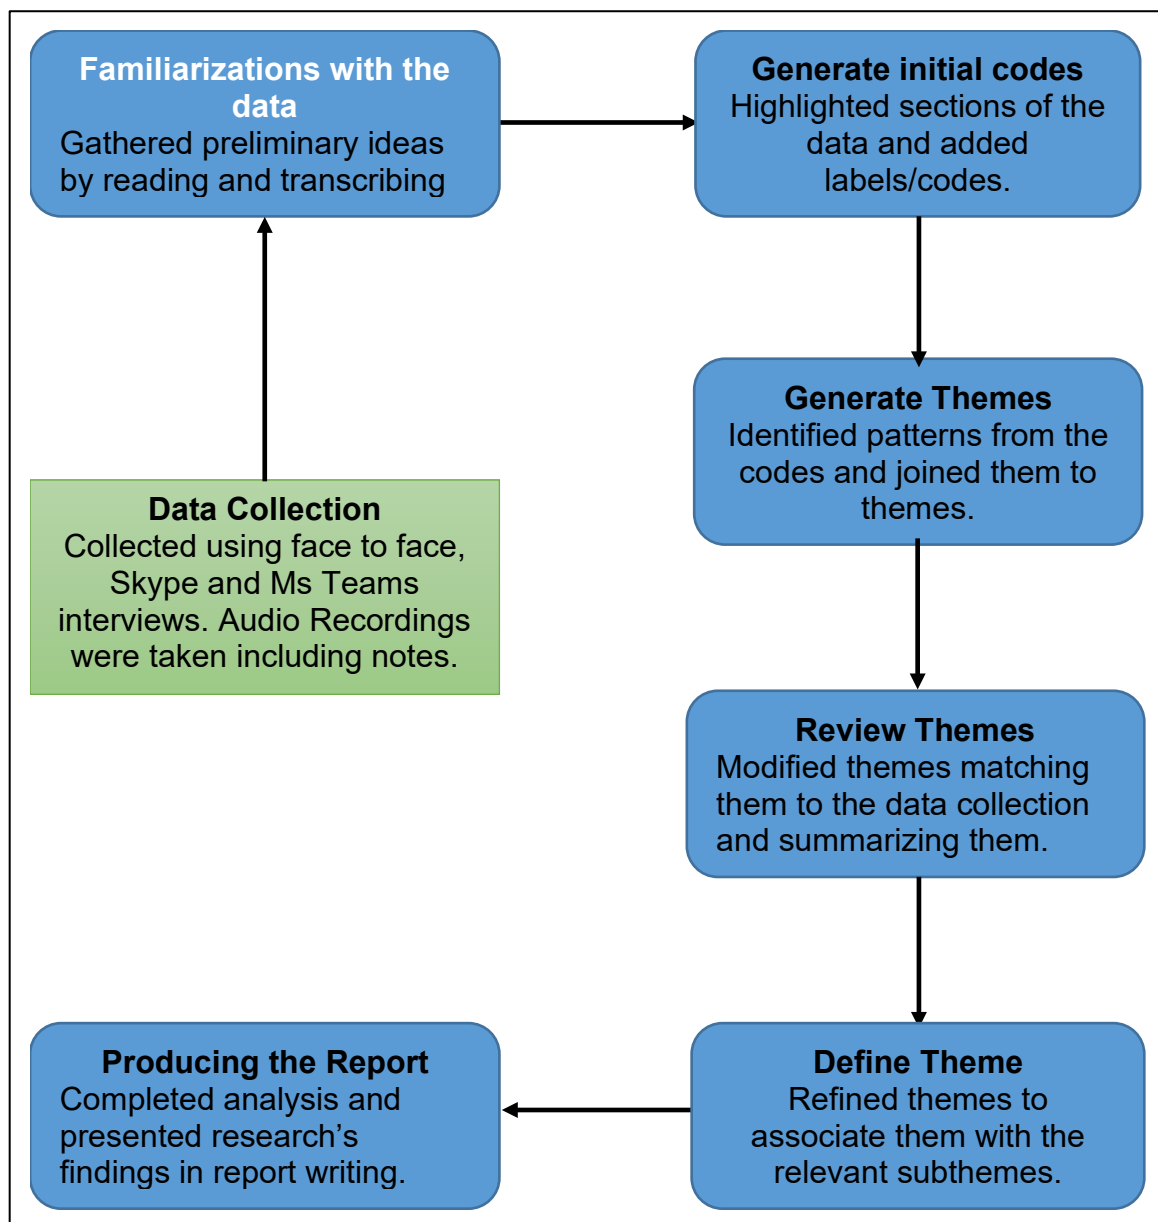 Familiarizations with the
data
Gathered preliminary ideas
by reading and transcribing
Generate initial codes
Highlighted sections of the
data and added
labels/codes.
Generate Themes
Identified patterns from the
codes and joined them to
themes.
Data Collection
Collected using face to face,
Skype and Ms Teams
interviews. Audio Recordings
were taken including notes.
Review Themes
Modified themes matching
them to the data collection
and summarizing them.
Producing the Report
Completed analysis and
presented research’s
findings in report writing.
Define Theme
Refined themes to
associate them with the
relevant subthemes.